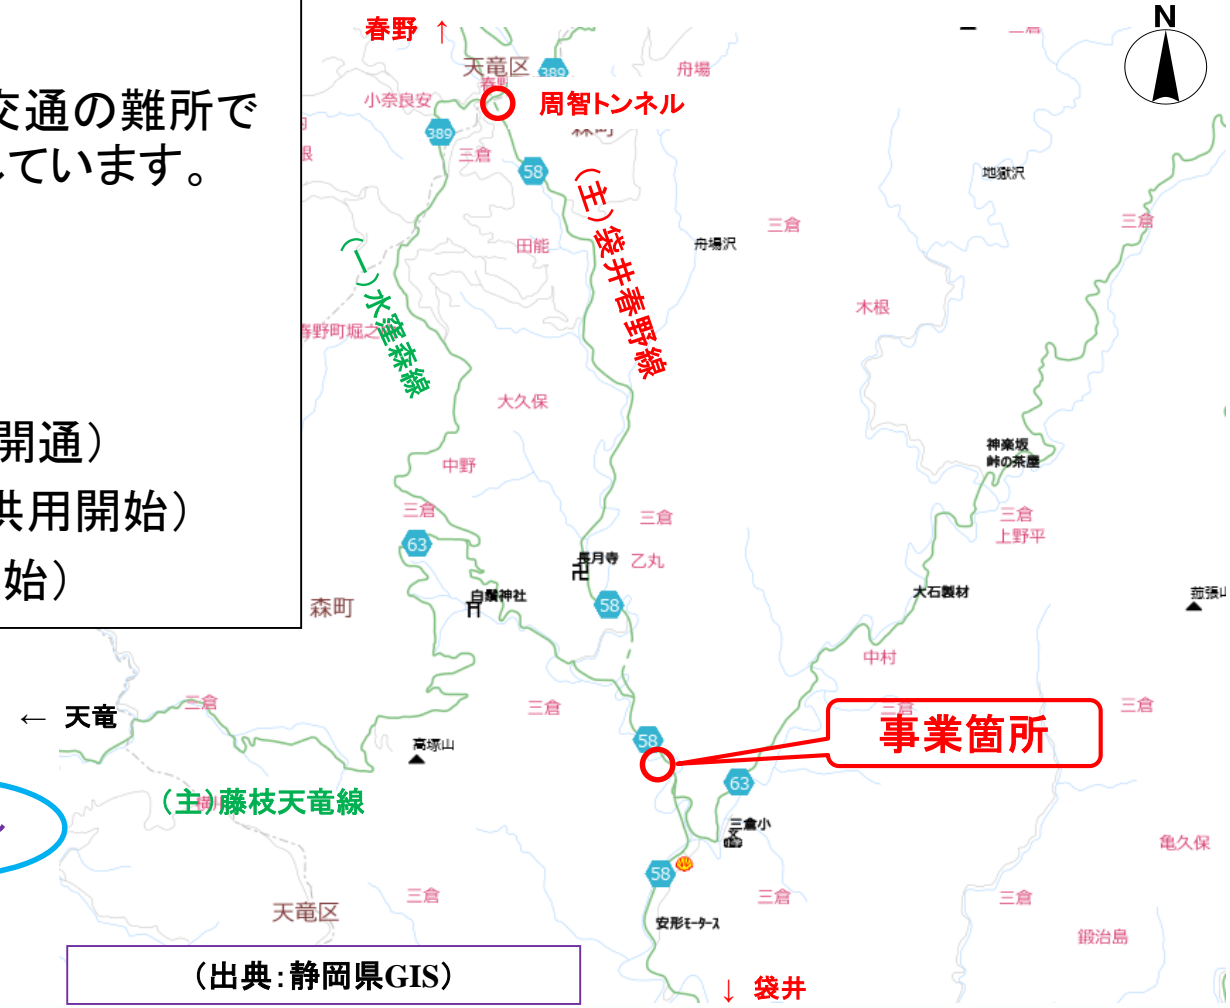 交通の難所で
しています。
開通）
共用開始）
始）
春野 ↑
N
天竜区
389
舟場
三倉
小奈良安
周智トンネル
森町
389
三倉
58
地獄沢
（主）袋井春野線
三倉
三倉
田能
舟場沢
（一）水窪森線
木根
春野町堀之
大久保
神楽坂
峠の茶屋
中野
三倉
三倉
三倉
上野平
63
長月寺
乙丸
大石製材
白鬚神社
58
森町
中村
三倉
三倉
三倉
← 天竜
事業箇所
58
高塚山
63
（主）藤枝天竜線
三倉小
亀久保
58
三倉
三倉
三倉
天竜区
安形モータース
鍛治島
（出典：静岡県GIS）
↓ 袋井